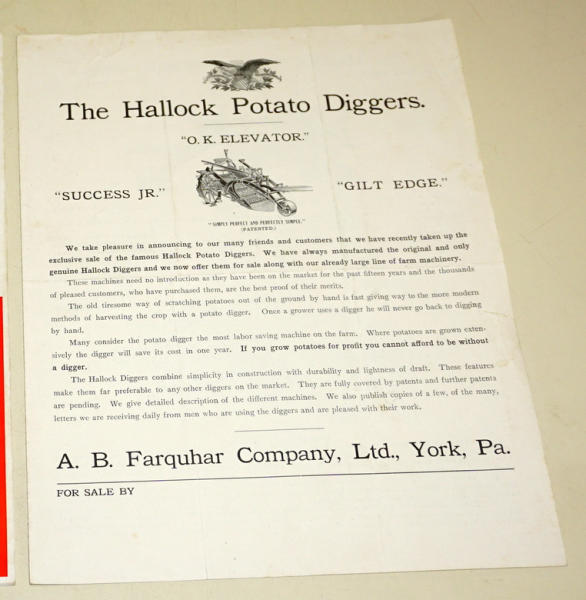 The Hallock Potato Diggers.
"O. K. ELEVATOR."
"SUCCESS JR."
"GILT EDGE."
"SIMPLY PERFECT AND PERFECTLY SIMPLE."
(PATENTED.)
We take pleasure in announcing to our many friends and customers that we have recently taken up the
exclusive sale of the famous Hallock Potato Diggers. We have always manufactured the original and only
genuine Hallock Diggers and we now offer them for sale along with our already large line of farm machinery.
These machines need no introduction as they have been on the market for the past fifteen years and the thousands
of pleased customers, who have purchased them, are the best proof of their merits.
The old tiresome way of scratching potatoes out of the ground by hand is fast giving way to the more modern
methods of harvesting the crop with a potato digger. Once a grower uses a digger he will never go back to digging
by hand.
Many consider the potato digger the most labor saving machine on the farm. Where potatoes are grown exten-
sively the digger will save its cost in one year. If you grow potatoes for profit you cannot afford to be without
a digger.
The Hallock Diggers combine simplicity in construction with durability and lightness of draft. These features
make them far preferable to any other diggers on the market. They are fully covered by patents and further patents
are pending. We give detailed description of the different machines. We also publish copies of a few, of the many,
letters we are receiving daily from men who are using the diggers and are pleased with their work.
A. B. Farquhar Company, Ltd., York, Pa.
FOR SALE BY